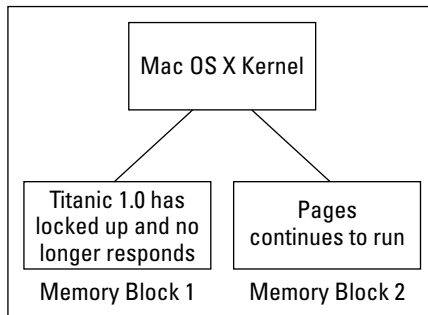 Mac OS X Kernel
Titanic 1.0 has
locked up and no
longer responds
Pages
continues to run
Memory Block 1
Memory Block 2